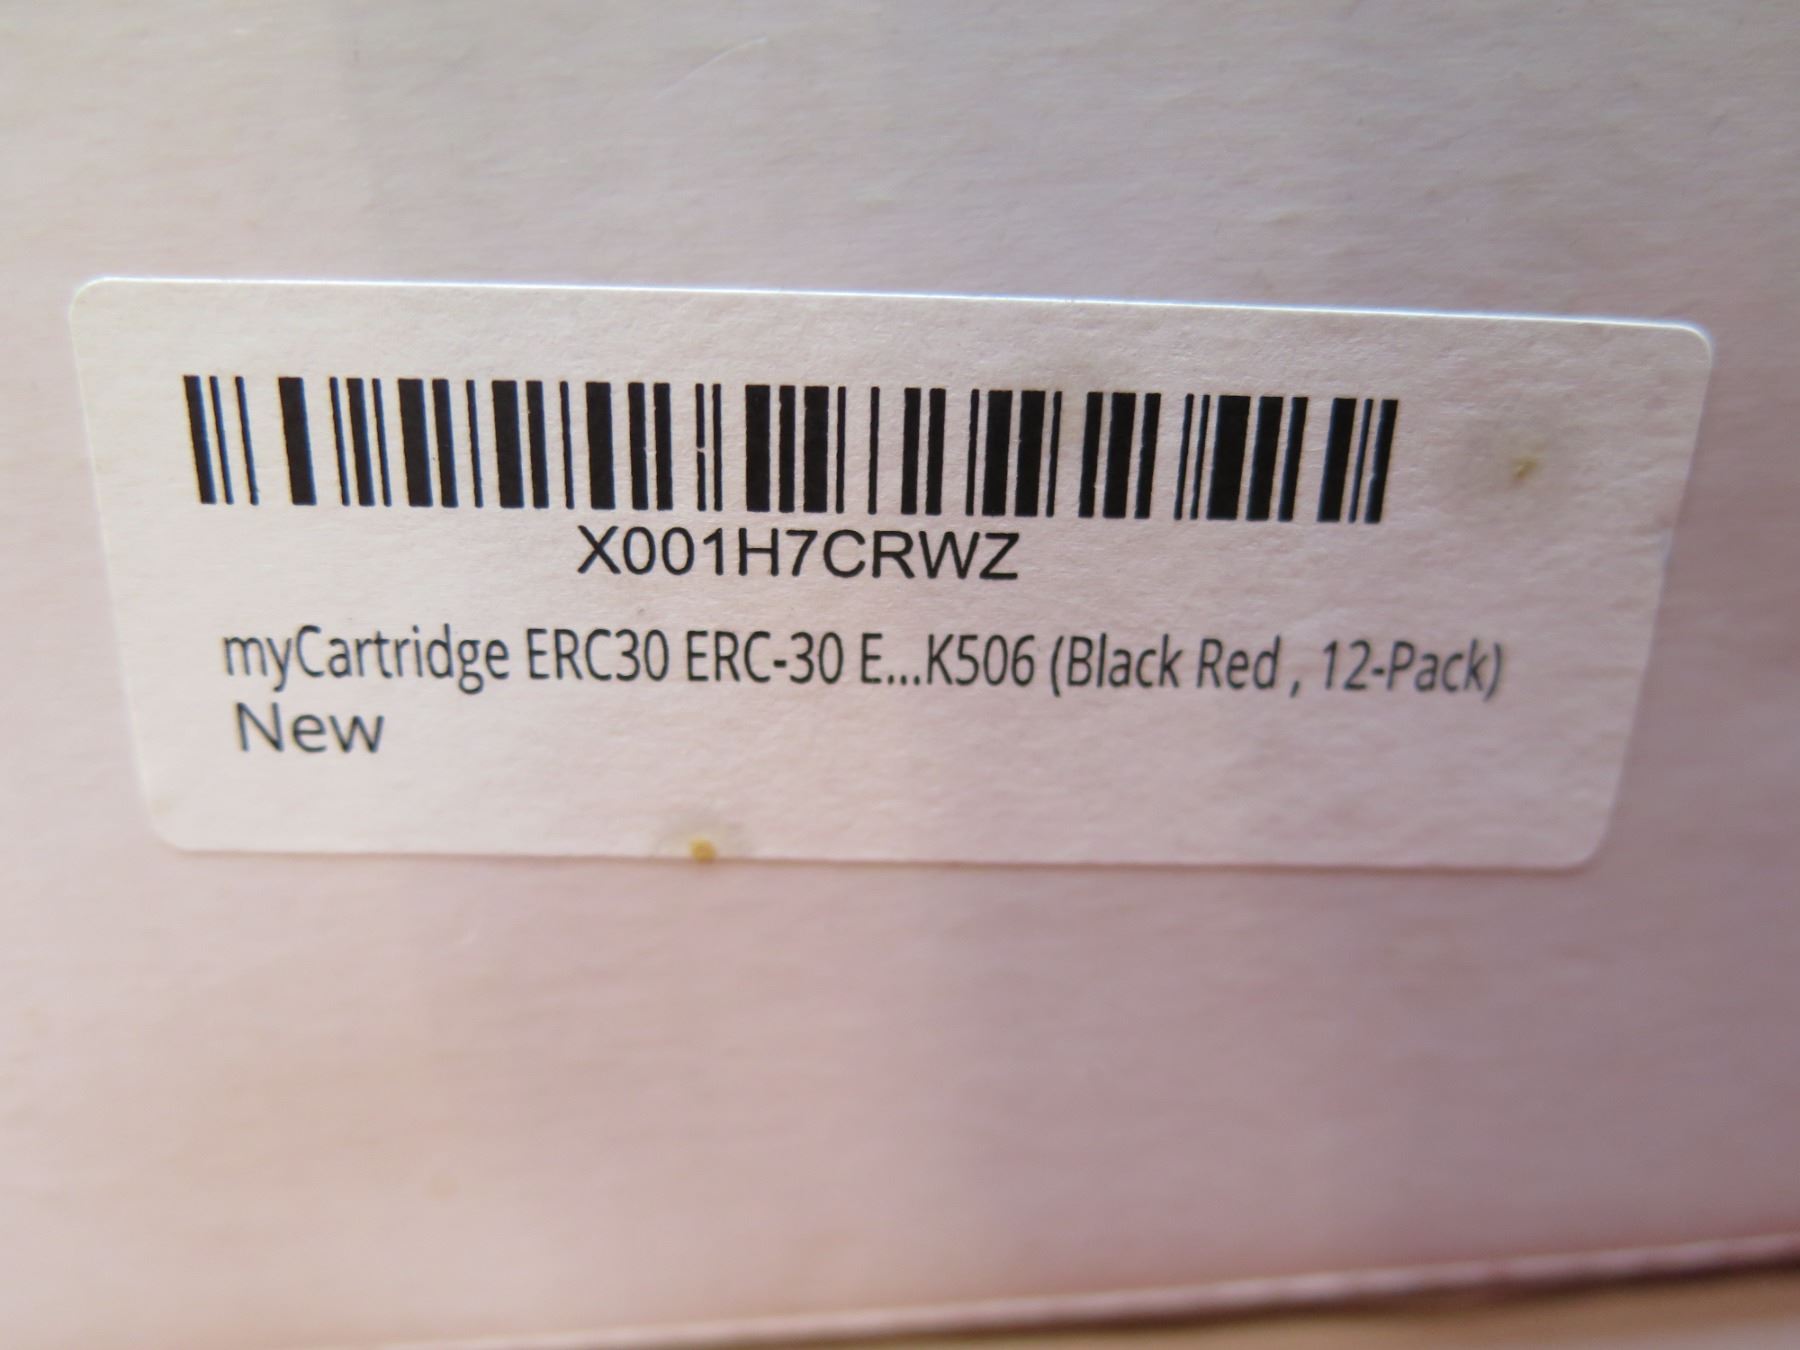 X001H7CRWZ
myCartridge ERC30 ERC-30 E...K506 (Black Red , 12-Pack)
New